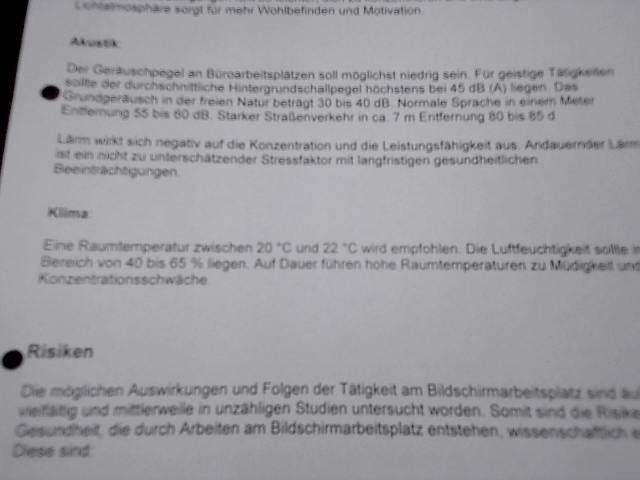 Lichtatmosphäre sorgt für mehr Wohlbefinden und Motivation.
Akustik:
Der Geräuschpegel an Büroarbeitsplätzen soll möglichst niedrig sein. Für geistige Tätigkeiten
sollte der durchschnittliche Hintergrundschallpegel höchstens bei 45 dB (A) liegen. Das
Grundgeräusch in der freien Natur beträgt 30 bis 40 dB. Normale Sprache in einem Meter
Entfernung 55 bis 60 dB. Starker Straßenverkehr in ca. 7 m Entfernung 80 bis 85 d
Lärm wirkt sich negativ auf die Konzentration und die Leistungsfähigkeit aus. Andauernder Lärm
ist ein nicht zu unterschätzender Stressfaktor mit langfristigen gesundheitlichen
Beeinträchtigungen.
Klima:
Eine Raumtemperatur zwischen 20 °C und 22 °C wird empfohlen. Die Luftfeuchtigkeit sollte
Bereich von 40 bis 65 % liegen. Auf Dauer führen hohe Raumtemperaturen zu Müdigkeit und
Konzentrationsschwäche.
Risiken
Die möglichen Auswirkungen und Folgen der Tätigkeit am Bildschirmarbeitsplatz sind
vielfältig und mittlerweile in unzähligen Studien untersucht worden. Somit sind die Risike
Gesundheit, die durch Arbeiten am Bildschirmarbeitsplatz entstehen, wissenschaftlich
Diese sind: